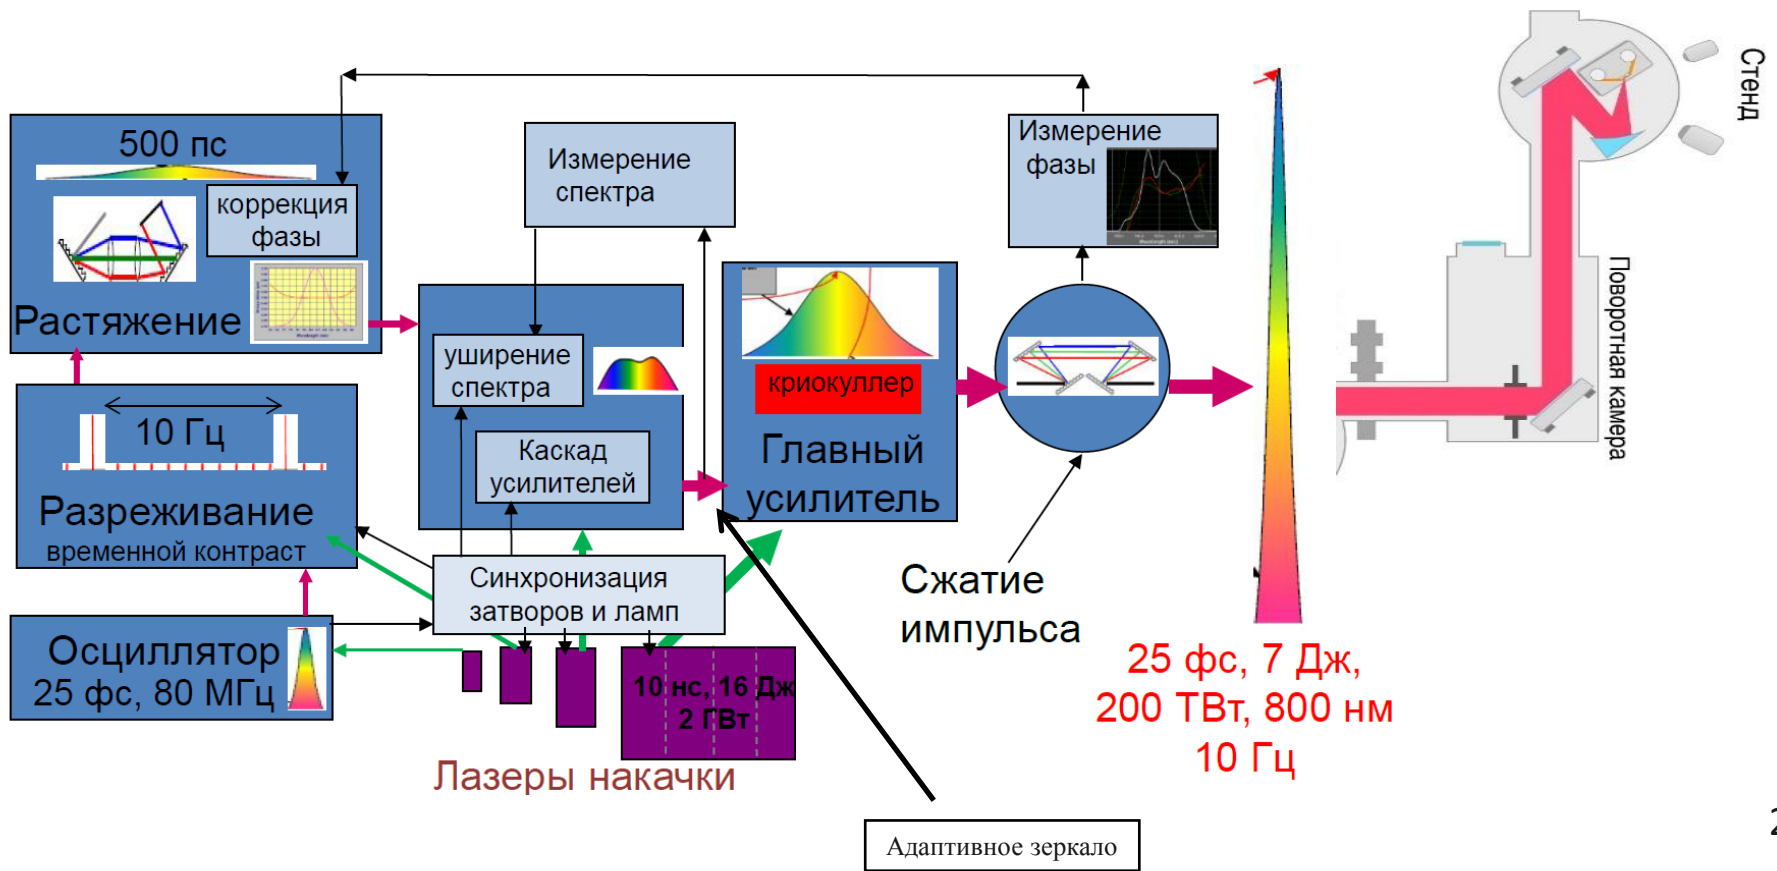 500 пс
коррекция
фазы
Растяжение
10 Гц
Разреживание
временной контраст
Осциллятор
25 фс, 80 МГц
Измерение
спектра
уширение
спектра
Каскад
усилителей
Синхронизация
затворов и ламп
10 нс, 16 Дж
2 ГВт
Лазеры накачки
криокуллер
Главный
усилитель
Измерение
фазы
Сжатие
импульса
25 фс, 7 Дж,
200 ТВт, 800 нм
10 Гц
Адаптивное зеркало
Стенд
Поворотная камера